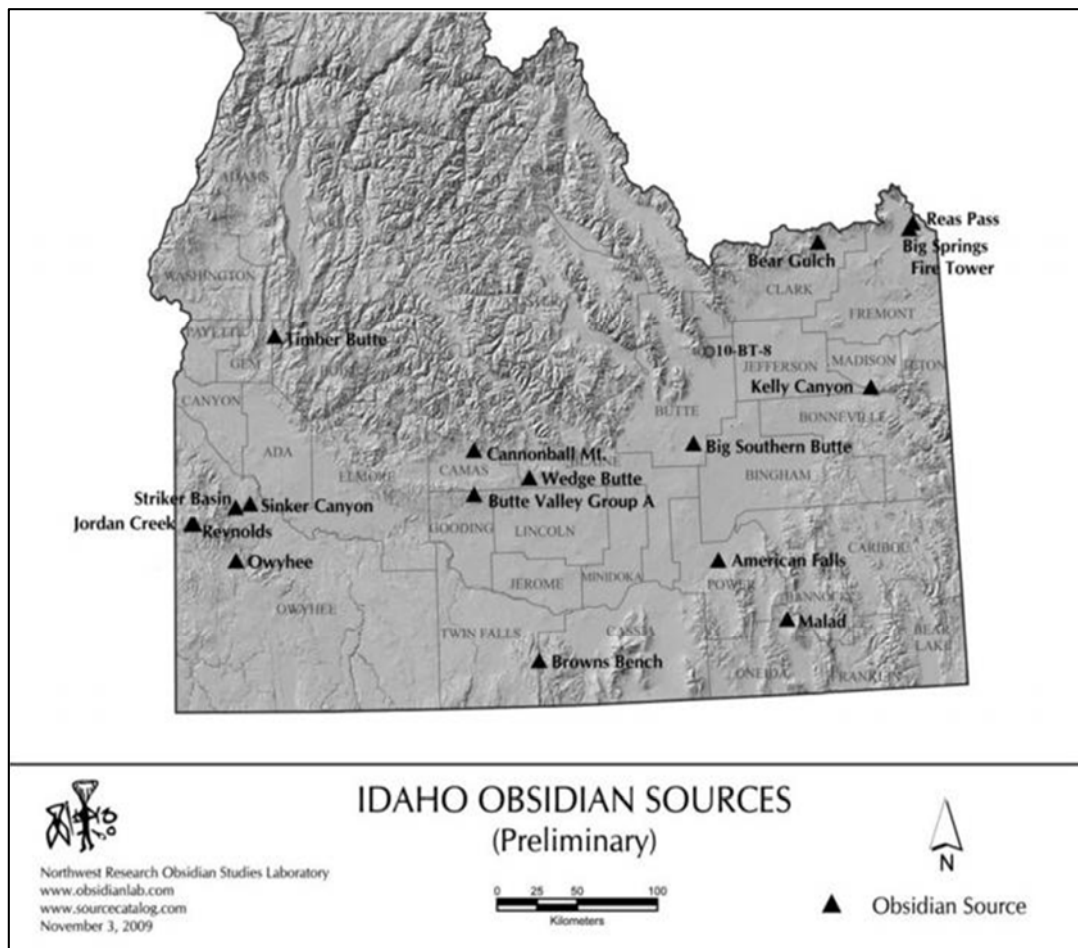 ADAMS
WASHINGTON
PAYETTE
GEM
Timber Butte
CANYON
ADA
ELMORE
CAMAS
Cannonball Mt.
BLAINE
Wedge Butte
Butte Valley Group A
GOODING
LINCOLN
JEROME
MINIDOKA
Striker Basin
Sinker Canyon
Jordan Creek
Reynolds
Owyhee
OWYHEE
TWIN FALLS
CASSIA
Browns Bench
Reas Pass
Big Springs
Fire Tower
Bear Gulch
CLARK
FREMONT
10-BT-8
JEFFERSON
MADISON
TETON
Kelly Canyon
BUTTE
BONNEVILLE
Big Southern Butte
BINGHAM
American Falls
POWER
CARIBOU
BANNOCK
Malad
BEAR
LAKE
ONEIDA
FRANKLIN
IDAHO OBSIDIAN SOURCES
(Preliminary)
Northwest Research Obsidian Studies Laboratory
www.obsidianlab.com
www.sourcecatalog.com
November 3, 2009
0 25 50 100
Kilometers
N
Obsidian Source